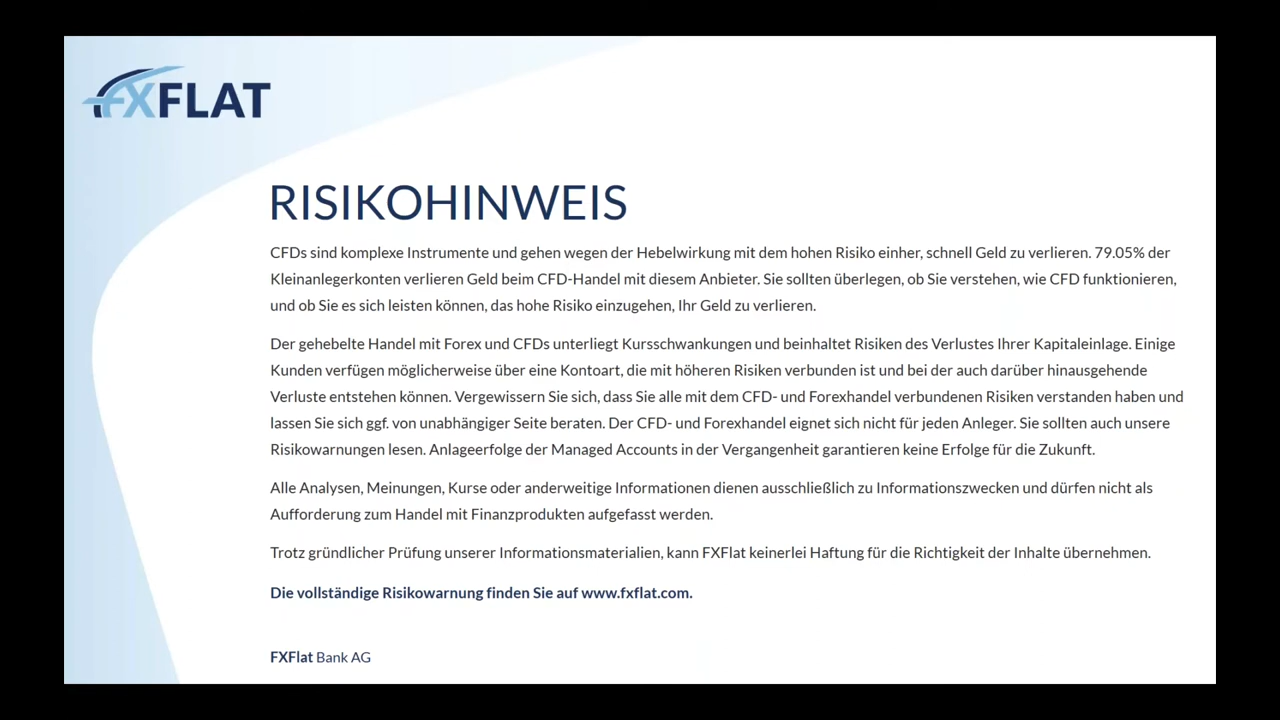 FXFLAT
RISIKOHINWEIS
CFDs sind komplexe Instrumente und gehen wegen der Hebelwirkung mit dem hohen Risiko einher, schnell Geld zu verlieren. 79.05% der
Kleinanlegerkonten verlieren Geld beim CFD-Handel mit diesem Anbieter. Sie sollten überlegen, ob Sie verstehen, wie CFD funktionieren,
und ob Sie es sich leisten können, das hohe Risiko einzugehen, Ihr Geld zu verlieren.
Der gehebelte Handel mit Forex und CFDs unterliegt Kursschwankungen und beinhaltet Risiken des Verlustes Ihrer Kapitaleinlage. Einige
Kunden verfügen möglicherweise über eine Kontoart, die mit höheren Risiken verbunden ist und bei der auch darüber hinausgehende
Verluste entstehen können. Vergewissern Sie sich, dass Sie alle mit dem CFD- und Forexhandel verbundenen Risiken verstanden haben und
lassen Sie sich ggf. von unabhängiger Seite beraten. Der CFD- und Forexhandel eignet sich nicht für jeden Anleger. Sie sollten auch unsere
Risikowarnungen lesen. Anlageerfolge der Managed Accounts in der Vergangenheit garantieren keine Erfolge für die Zukunft.
Alle Analysen, Meinungen, Kurse oder anderweitige Informationen dienen ausschließlich zu Informationszwecken und dürfen nicht als
Aufforderung zum Handel mit Finanzprodukten aufgefasst werden.
Trotz gründlicher Prüfung unserer Informationsmaterialien, kann FXFlat keinerlei Haftung für die Richtigkeit der Inhalte übernehmen.
Die vollständige Risikowarnung finden Sie auf www.fxflat.com.
FXFlat Bank AG